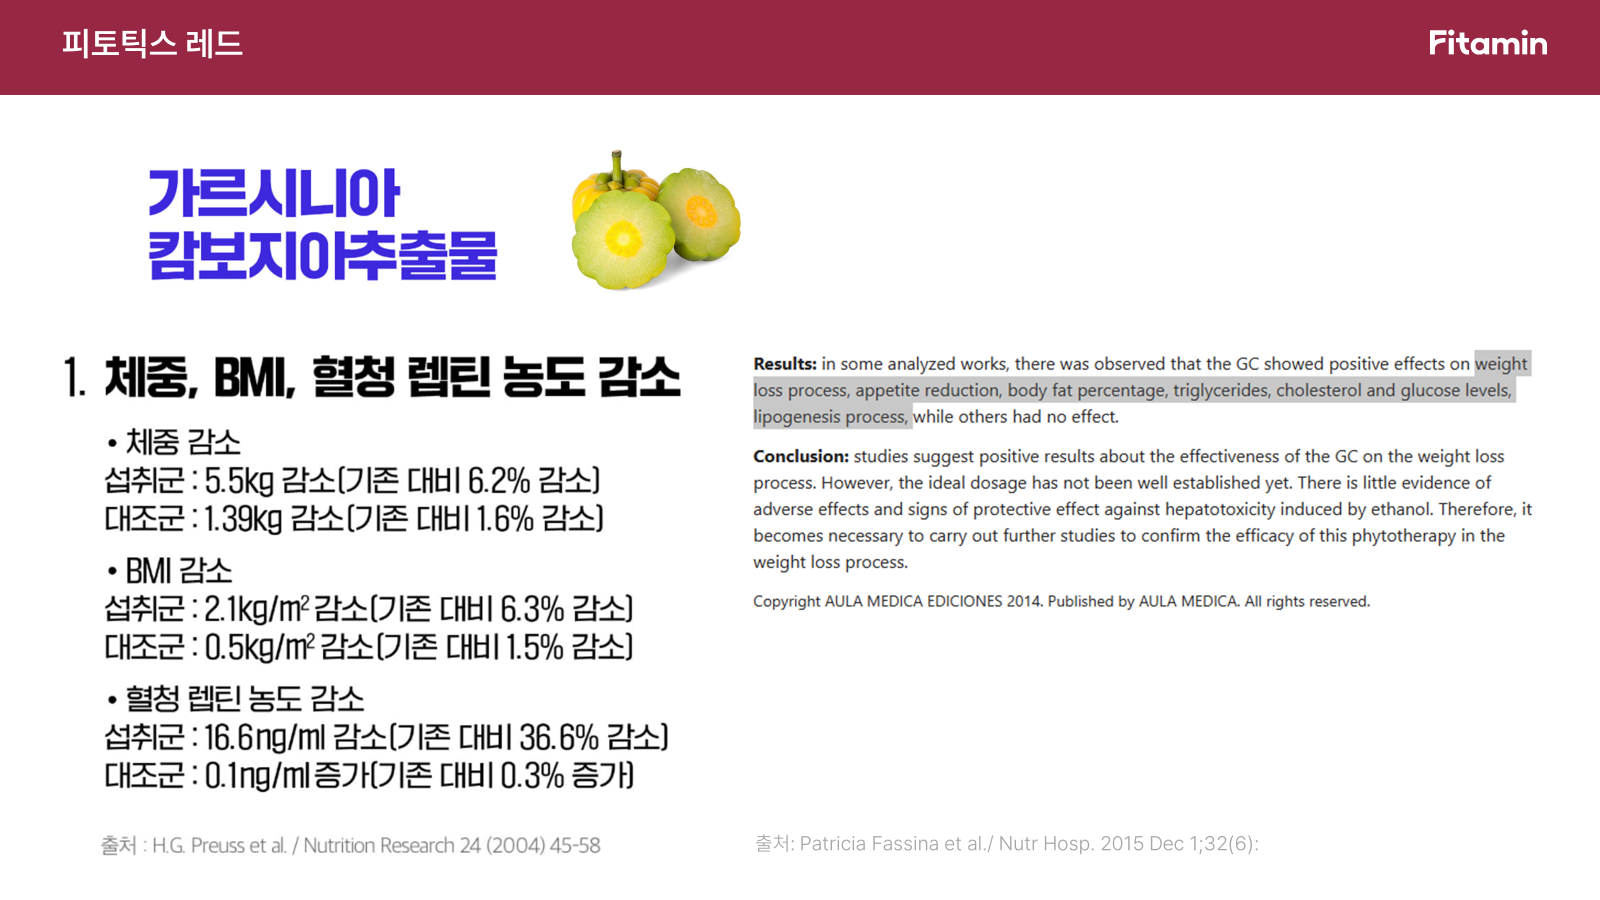 피토틱스 레드
Fitamin
가르시니아
캄보지아추출물
1. 체중, BMI, 혈청 렙틴 농도 감소
• 체중 감소
섭취군 : 5.5kg 감소(기존 대비 6.2% 감소)
대조군 : 1.39kg 감소(기존 대비 1.6% 감소)
• BMI 감소
섭취군 : 2.1kg/m² 감소(기존 대비 6.3% 감소)
대조군 : 0.5kg/m² 감소(기존 대비 1.5% 감소)
• 혈청 렙틴 농도 감소
섭취군 : 16.6ng/ml 감소(기존 대비 36.6% 감소)
대조군 : 0.1ng/ml 증가(기존 대비 0.3% 증가)
출처 : H.G. Preuss et al. / Nutrition Research 24 (2004) 45-58
Results: in some analyzed works, there was observed that the GC showed positive effects on weight
loss process, appetite reduction, body fat percentage, triglycerides, cholesterol and glucose levels,
lipogenesis process, while others had no effect.
Conclusion: studies suggest positive results about the effectiveness of the GC on the weight loss
process. However, the ideal dosage has not been well established yet. There is little evidence of
adverse effects and signs of protective effect against hepatotoxicity induced by ethanol. Therefore, it
becomes necessary to carry out further studies to confirm the efficacy of this phytotherapy in the
weight loss process.
Copyright AULA MEDICA EDICIONES 2014. Published by AULA MEDICA. All rights reserved.
출처: Patricia Fassina et al./ Nutr Hosp. 2015 Dec 1;32(6):